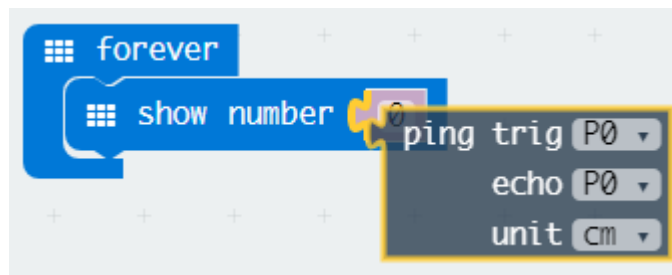 forever
show number 0
ping trig P0
echo P0
unit cm